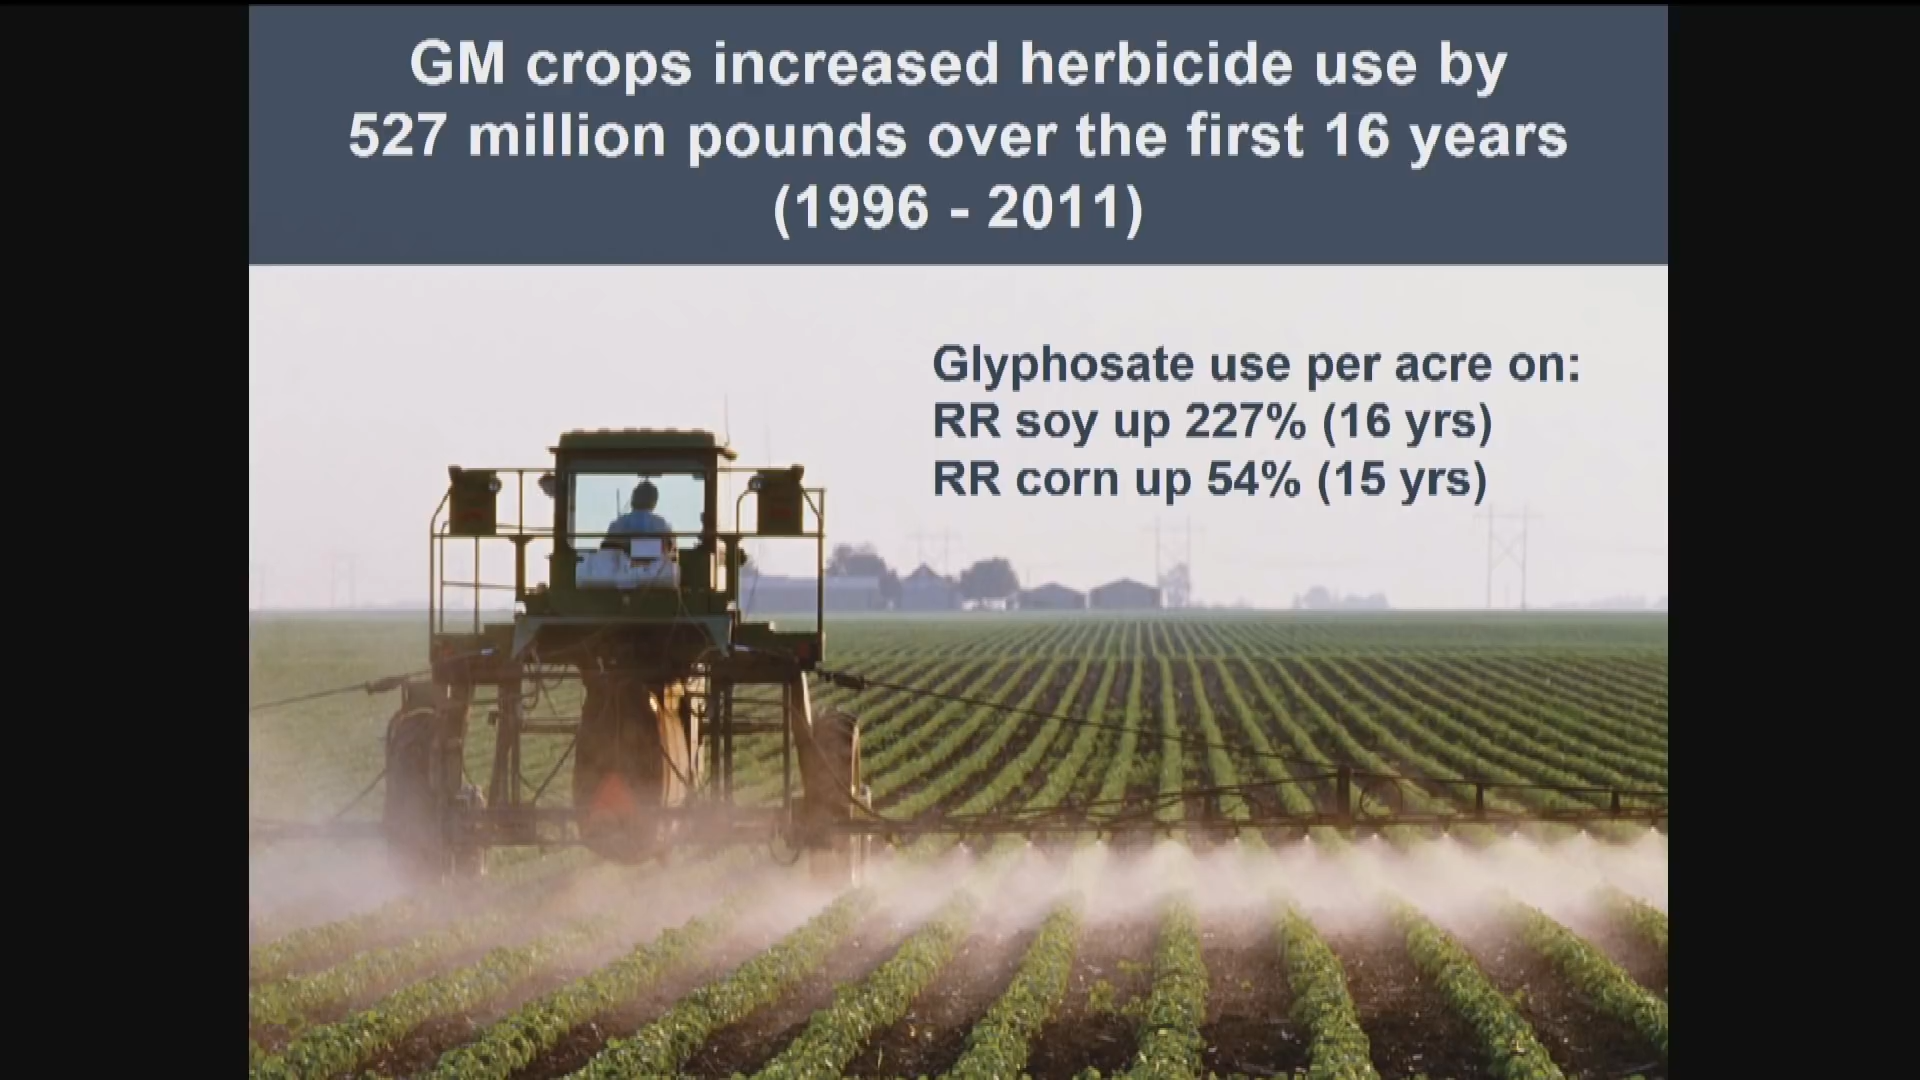 GM crops increased herbicide use by
527 million pounds over the first 16 years
(1996 - 2011)
Glyphosate use per acre on:
RR soy up 227% (16 yrs)
RR corn up 54% (15 yrs)